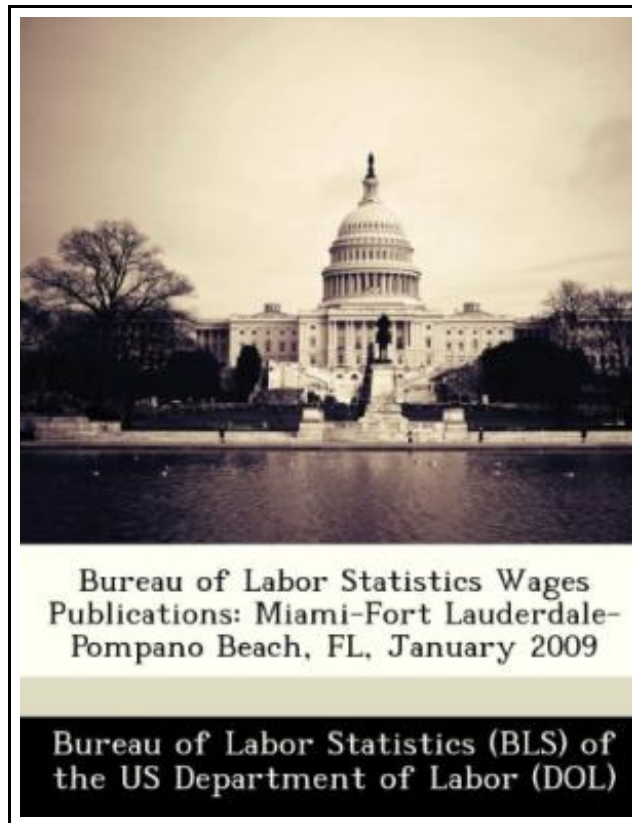 Bureau of Labor Statistics Wages
Publications: Miami-Fort Lauderdale-
Pompano Beach, FL, January 2009
Bureau of Labor Statistics (BLS) of
the US Department of Labor (DOL)